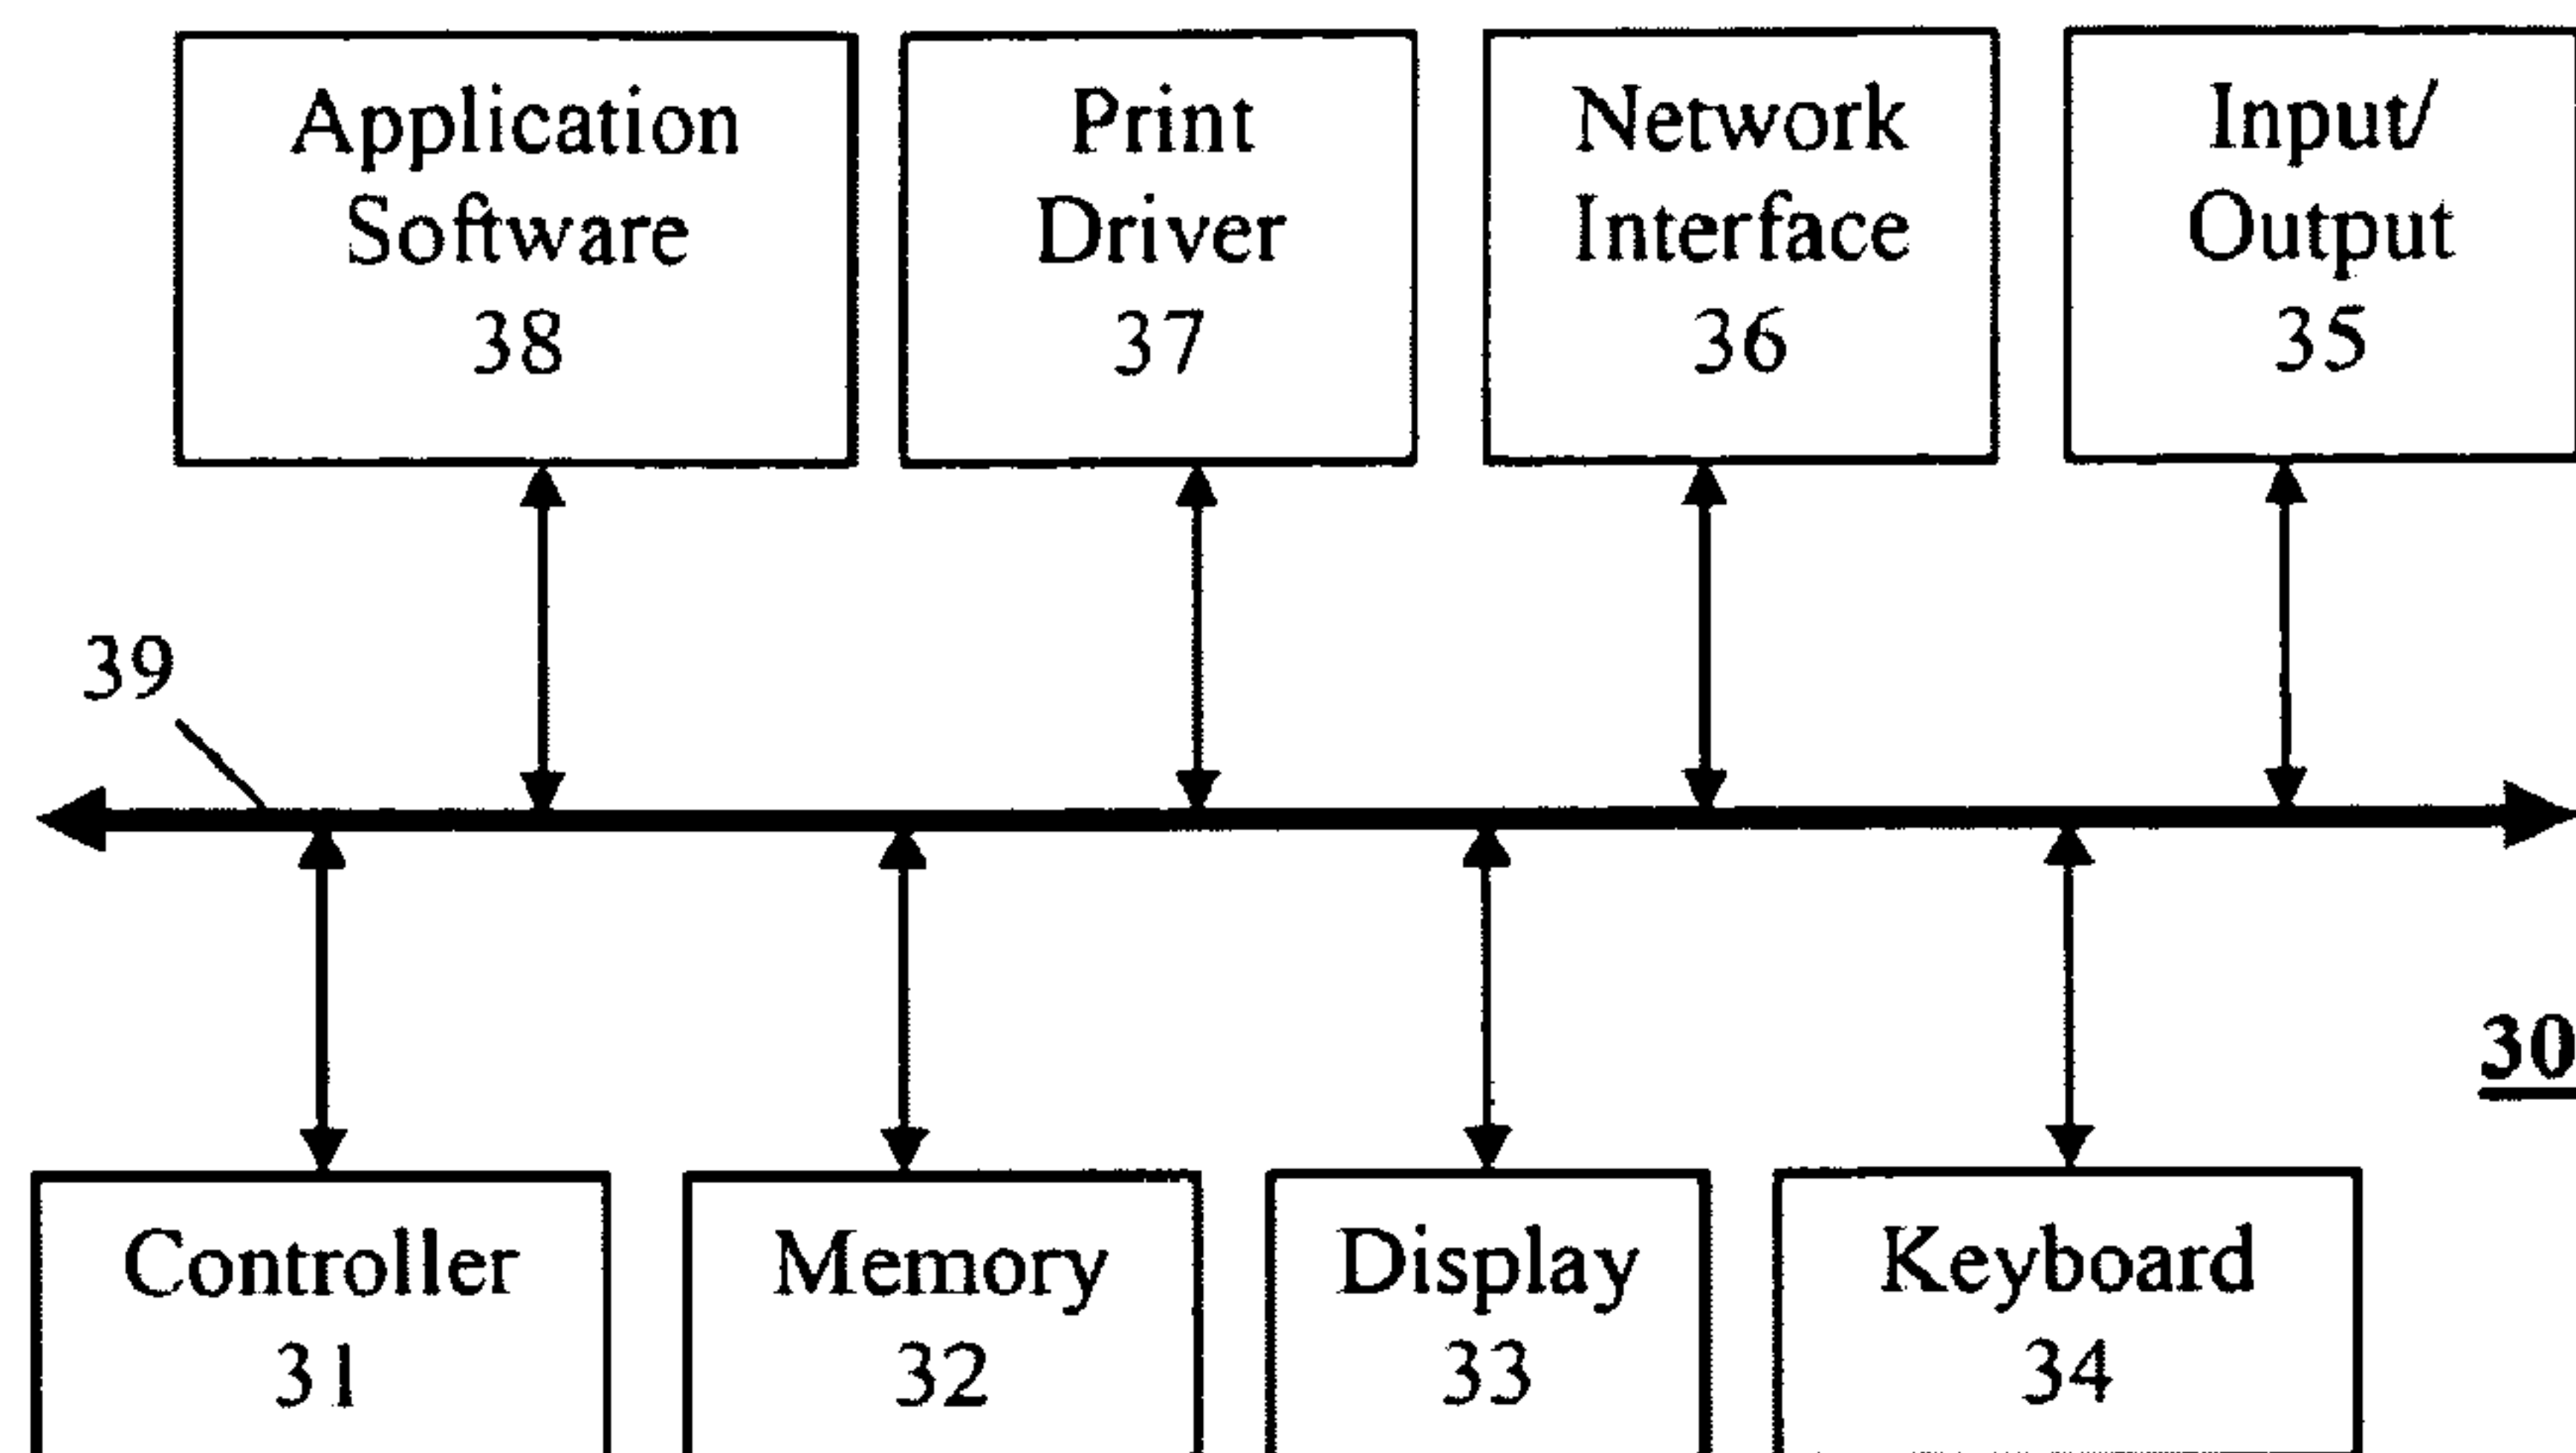 Application
Software
38
Print
Driver
37
Network
Interface
36
Input/
Output
35
39
30
Controller
31
Memory
32
Display
33
Keyboard
34